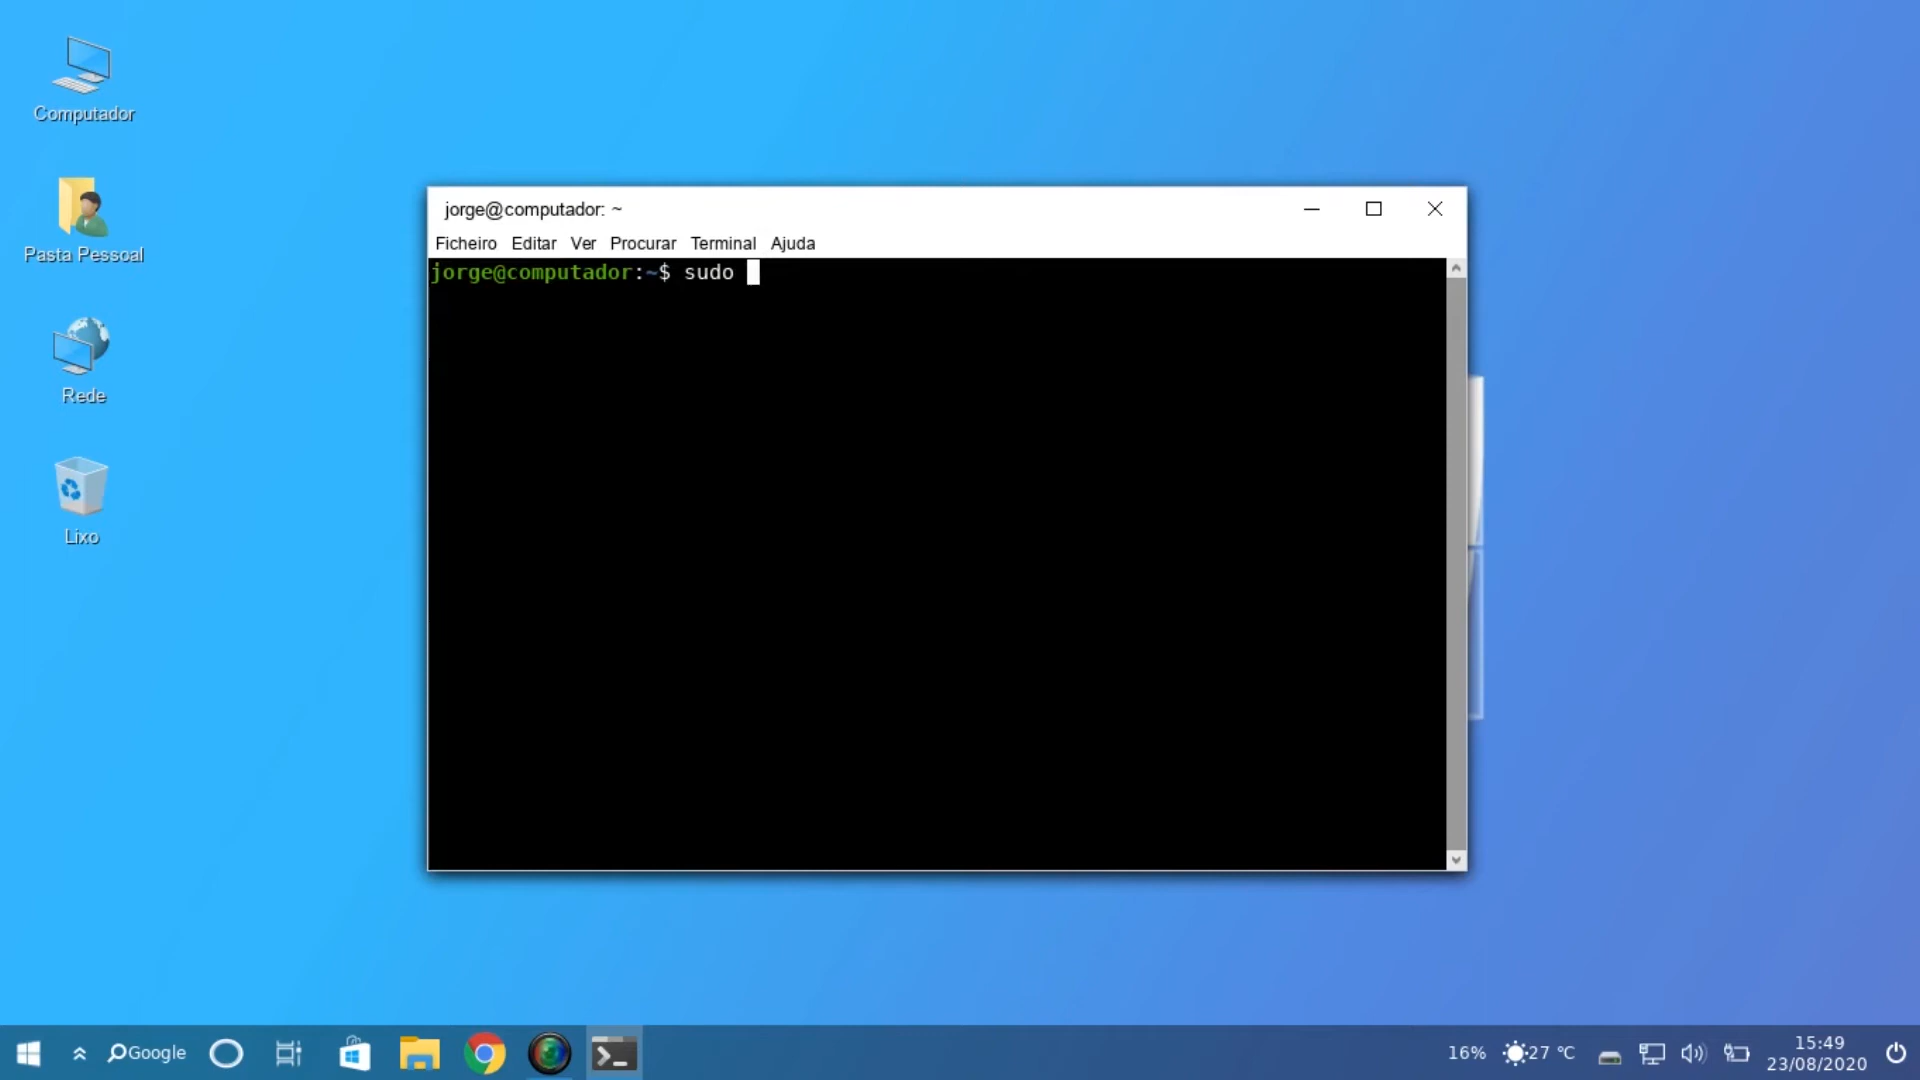 Computador
Pasta Pessoal
Rede
Lixo
jorge@computador: ~
Ficheiro Editar Ver Procurar Terminal Ajuda
jorge@computador:~$ sudo
Google
16% 27 °C
15:49
23/08/2020